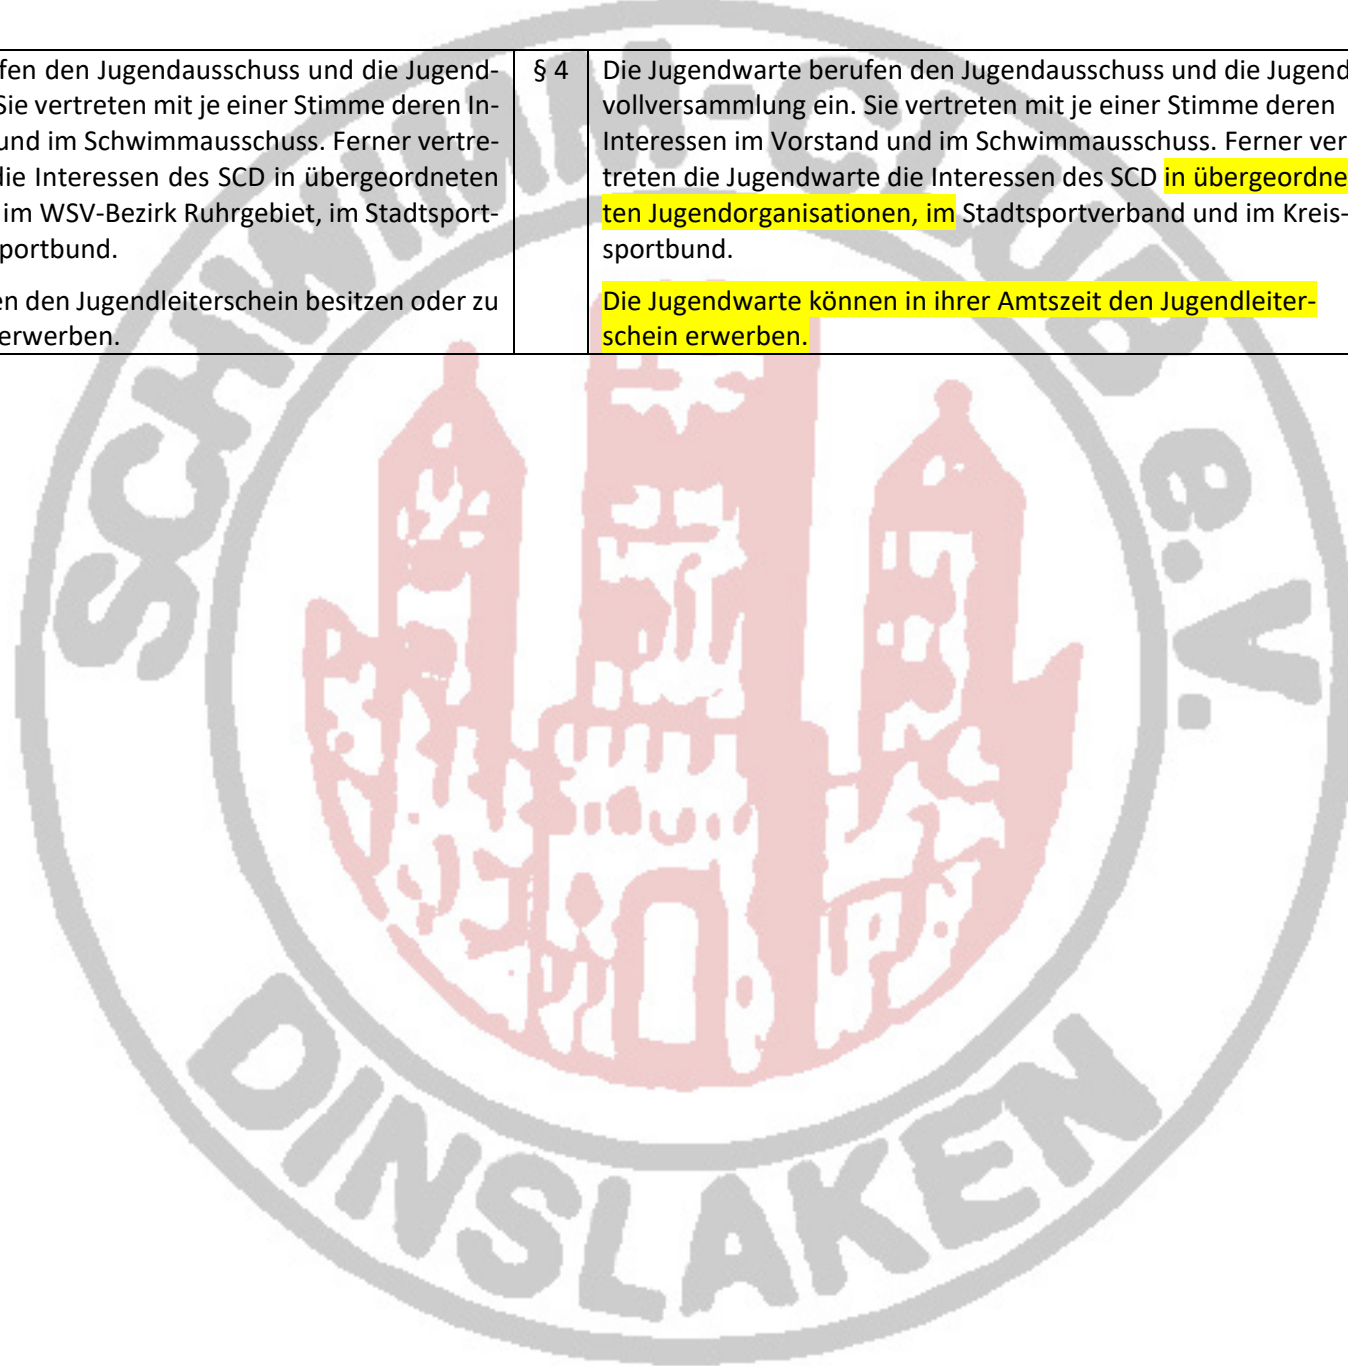 fen den Jugendausschuss und die Jugend-
Sie vertreten mit je einer Stimme deren In-
und im Schwimmausschuss. Ferner vertre-
die Interessen des SCD in übergeordneten
im WSV-Bezirk Ruhrgebiet, im Stadtsport-
portbund.
en den Jugendleiterschein besitzen oder zu
erwerben.
§ 4
Die Jugendwarte berufen den Jugendausschuss und die Jugend
vollversammlung ein. Sie vertreten mit je einer Stimme deren
Interessen im Vorstand und im Schwimmausschuss. Ferner ver
treten die Jugendwarte die Interessen des SCD in übergeordne
ten Jugendorganisationen, im Stadtsportverband und im Kreis-
sportbund.
Die Jugendwarte können in ihrer Amtszeit den Jugendleiter-
schein erwerben.
SCHWIMM-CLUB e.V.
DINSLAKEN